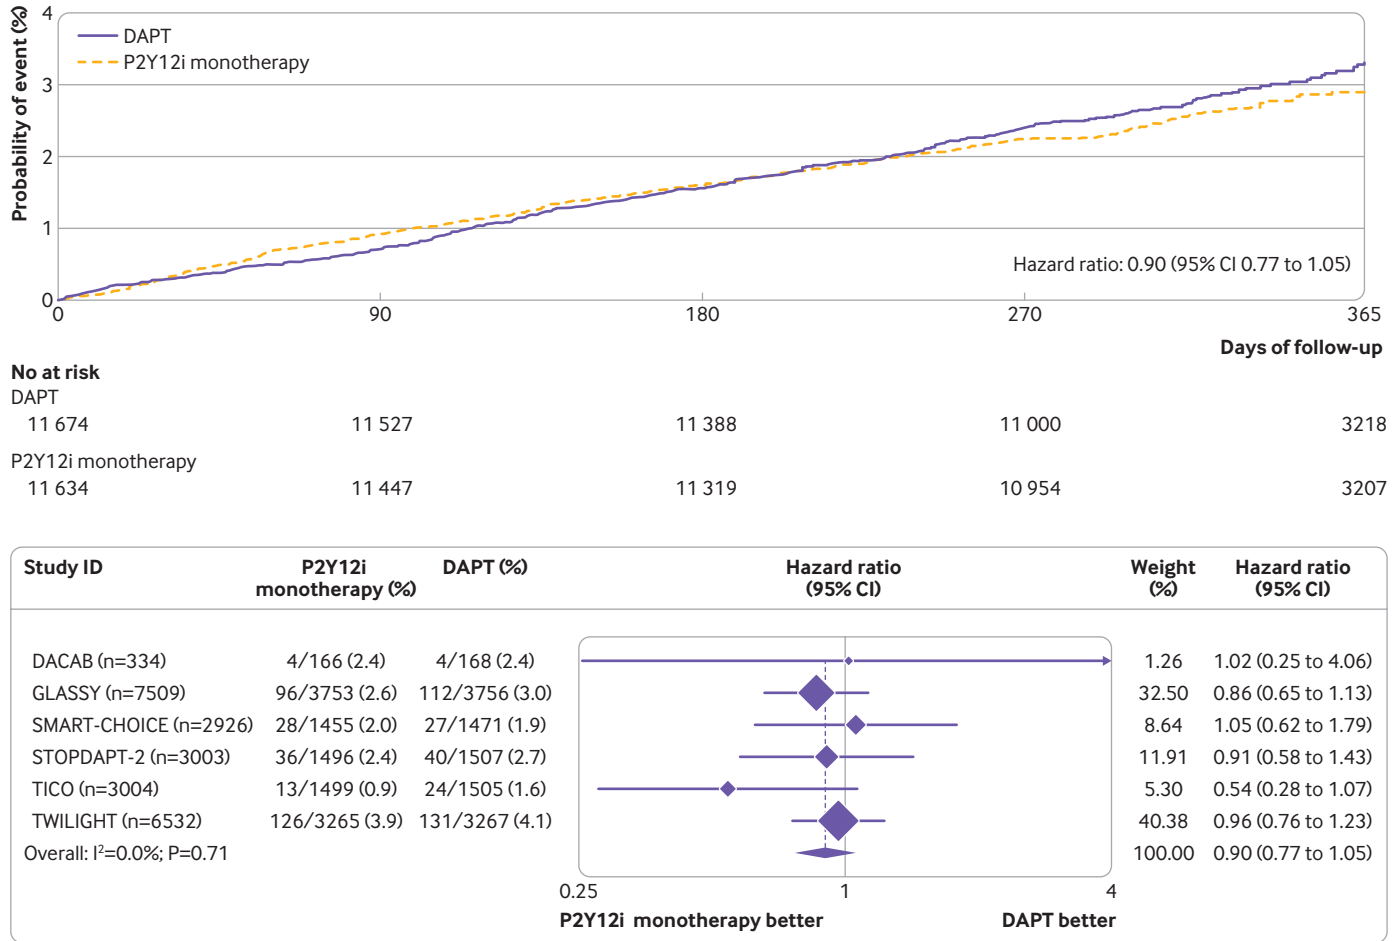 Probability of event (%)
4
3
2
1
0
DAPT
P2Y12i monotherapy
Hazard ratio: 0.90 (95% CI 0.77 to 1.05)
0 90 180 270 365
Days of follow-up
No at risk
DAPT
11 674 11 527 11 388 11 000 3218
P2Y12i monotherapy
11 634 11 447 11 319 10 954 3207
Study ID P2Y12i monotherapy (%) DAPT (%) Hazard ratio (95% CI) Weight (%) Hazard ratio (95% CI)
DACAB (n=334) 4/166 (2.4) 4/168 (2.4) 1.26 1.02 (0.25 to 4.06)
GLASSY (n=7509) 96/3753 (2.6) 112/3756 (3.0) 32.50 0.86 (0.65 to 1.13)
SMART-CHOICE (n=2926) 28/1455 (2.0) 27/1471 (1.9) 8.64 1.05 (0.62 to 1.79)
STOPDAPT-2 (n=3003) 36/1496 (2.4) 40/1507 (2.7) 11.91 0.91 (0.58 to 1.43)
TICO (n=3004) 13/1499 (0.9) 24/1505 (1.6) 5.30 0.54 (0.28 to 1.07)
TWILIGHT (n=6532) 126/3265 (3.9) 131/3267 (4.1) 40.38 0.96 (0.76 to 1.23)
Overall: I²=0.0%; P=0.71 100.00 0.90 (0.77 to 1.05)
0.25 1 4
P2Y12i monotherapy better DAPT better